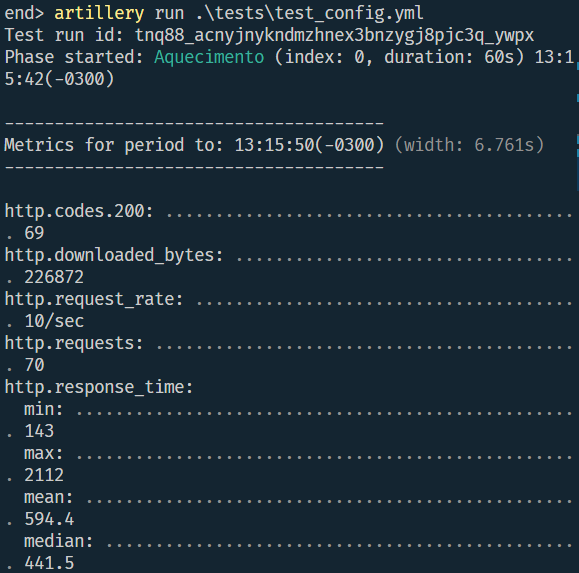 end> artillery run .\tests\test_config.yml
Test run id: tnq88_acnyjnykndmzhnex3bnzygj8pjc3q_ywpx
Phase started: Aquecimento (index: 0, duration: 60s) 13:1
5:42(-0300)
--------------------------------------
Metrics for period to: 13:15:50(-0300) (width: 6.761s)
--------------------------------------
http.codes.200: .........................................
. 69
http.downloaded_bytes: ..................................
. 226872
http.request_rate: ......................................
. 10/sec
http.requests: ..........................................
. 70
http.response_time:
  min: ..................................................
. 143
  max: ..................................................
. 2112
  mean: .................................................
. 594.4
  median: ...............................................
. 441.5